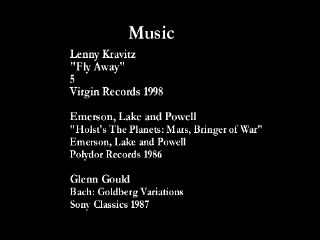 Music
Lenny Kravitz
"Fly Away"
5
Virgin Records 1998
Emerson, Lake and Powell
"Holst's The Planets: Mars, Bringer of War"
Emerson, Lake and Powell
Polydor Records 1986
Glenn Gould
Bach: Goldberg Variations
Sony Classics 1987